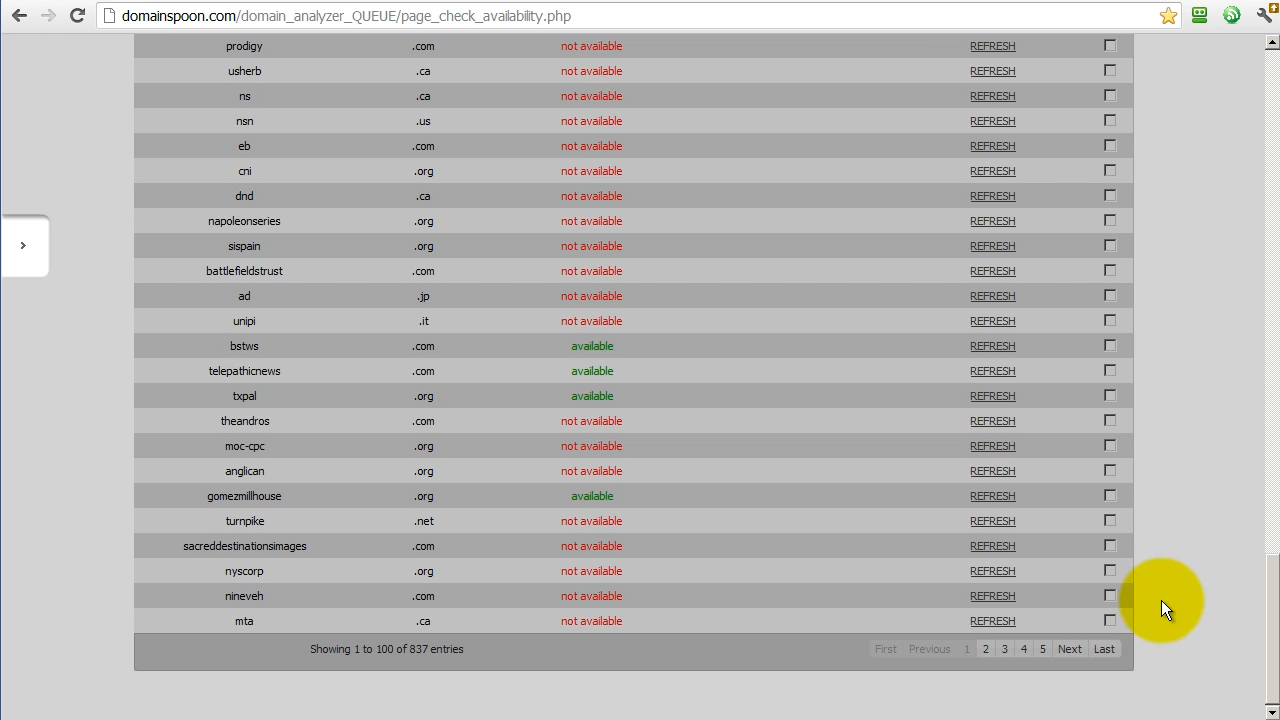 domainspoon.com/domain_analyzer_QUEUE/page_check_availability.php
prodigy .com not available REFRESH
usherb .ca not available REFRESH
ns .ca not available REFRESH
nsn .us not available REFRESH
eb .com not available REFRESH
cni .org not available REFRESH
dnd .ca not available REFRESH
napoleonseries .org not available REFRESH
sispain .org not available REFRESH
battlefieldstrust .com not available REFRESH
ad .jp not available REFRESH
unipi .it not available REFRESH
bstws .com available REFRESH
telepathicnews .com available REFRESH
txpal .org available REFRESH
theandros .com not available REFRESH
moc-cpc .org not available REFRESH
anglican .org not available REFRESH
gomezmillhouse .org available REFRESH
turnpike .net not available REFRESH
sacreddestinationsimages .com not available REFRESH
nyscorp .org not available REFRESH
nineveh .com not available REFRESH
mta .ca not available REFRESH
Showing 1 to 100 of 837 entries First Previous 1 2 3 4 5 Next Last